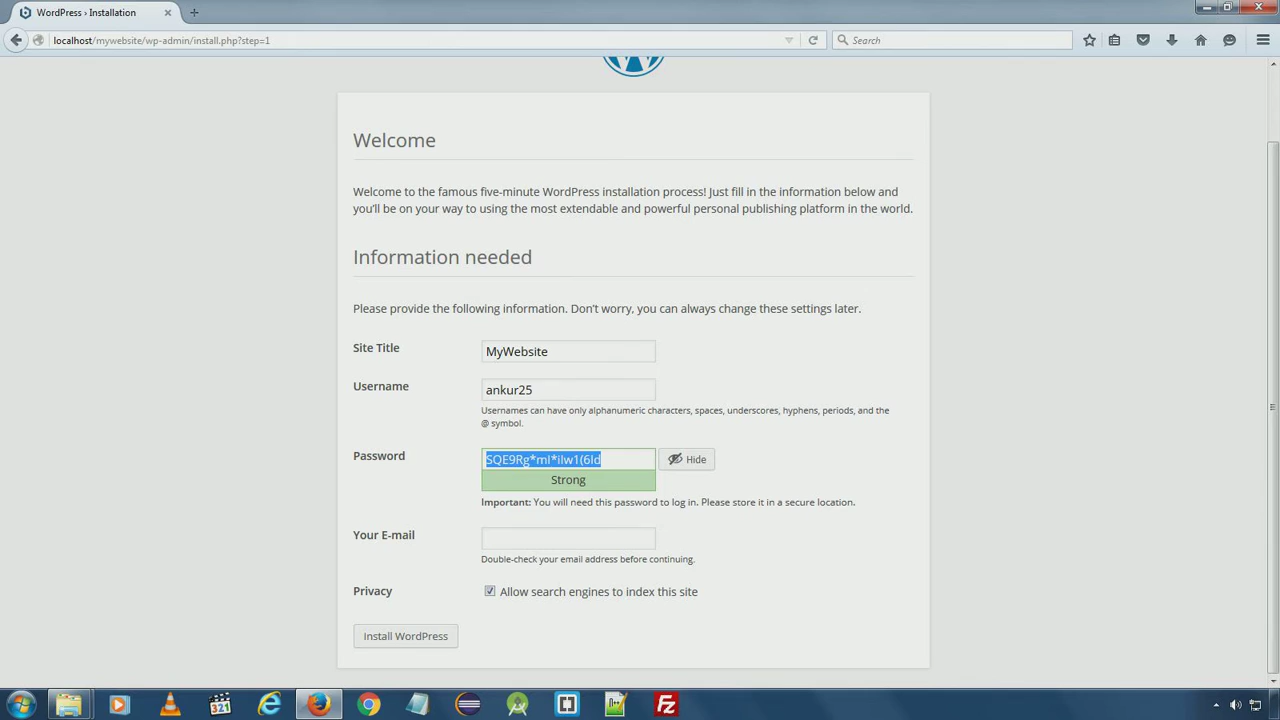 WordPress › Installation
localhost/mywebsite/wp-admin/install.php?step=1
Search
Welcome
Welcome to the famous five-minute WordPress installation process! Just fill in the information below and
you'll be on your way to using the most extendable and powerful personal publishing platform in the world.
Information needed
Please provide the following information. Don't worry, you can always change these settings later.
Site Title
MyWebsite
Username
ankur25
Usernames can have only alphanumeric characters, spaces, underscores, hyphens, periods, and the
@ symbol.
Password
Hide
Strong
Important: You will need this password to log in. Please store it in a secure location.
Your E-mail
Double-check your email address before continuing.
Privacy
Allow search engines to index this site
Install WordPress
321
Fz